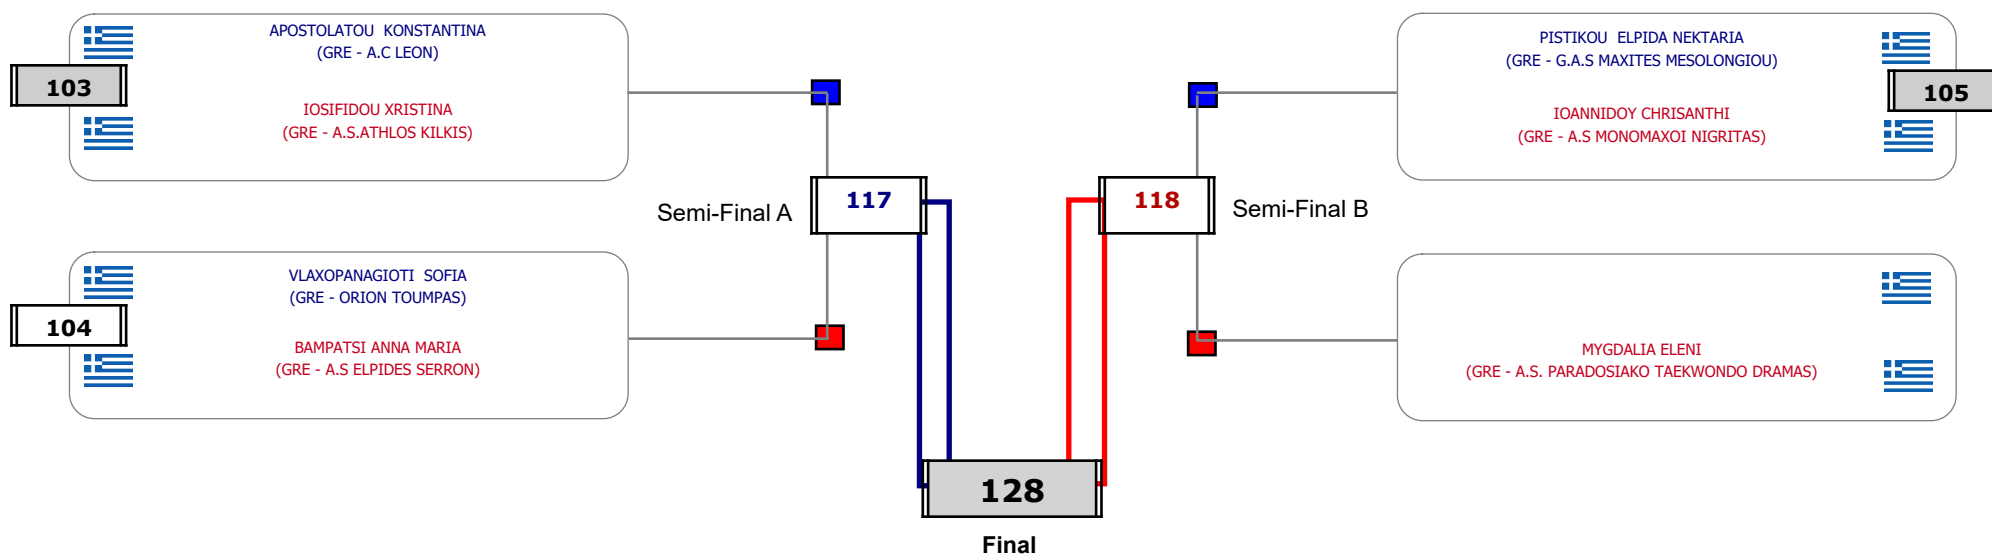 APOSTOLATOU KONSTANTINA
(GRE - A.C LEON)
103
IOSIFIDOU XRISTINA
(GRE - A.S.ATHLOS KILKIS)
PISTIKOU ELPIDA NEKTARIA
(GRE - G.A.S MAXITES MESOLONGIOU)
105
IOANNIDOY CHRISANTHI
(GRE - A.S MONOMAXOI NIGRITAS)
Semi-Final A
117
118
Semi-Final B
VLAXOPANAGIOTI SOFIA
(GRE - ORION TOUMPAS)
104
BAMPATSI ANNA MARIA
(GRE - A.S ELPIDES SERRON)
MYGDALIA ELENI
(GRE - A.S. PARADOSIAKO TAEKWONDO DRAMAS)
128
Final